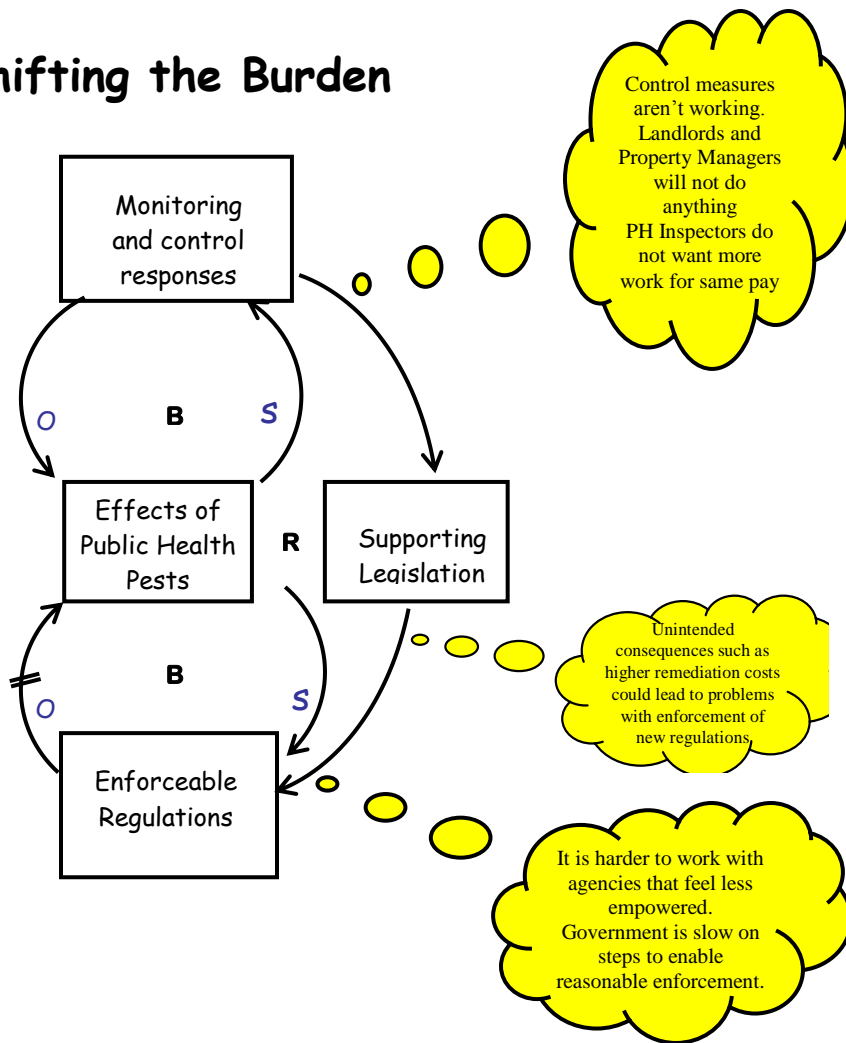 hifting the Burden
Control measures
aren’t working.
Landlords and
Property Managers
will not do
anything
PH Inspectors do
not want more
work for same pay
Monitoring
and control
responses
O
B
S
Effects of
Public Health
Pests
R
Supporting
Legislation
B
O
S
Unintended
consequences such as
higher remediation costs
could lead to problems
with enforcement of
new regulations
Enforceable
Regulations
It is harder to work with
agencies that feel less
empowered.
Government is slow on
steps to enable
reasonable enforcement.